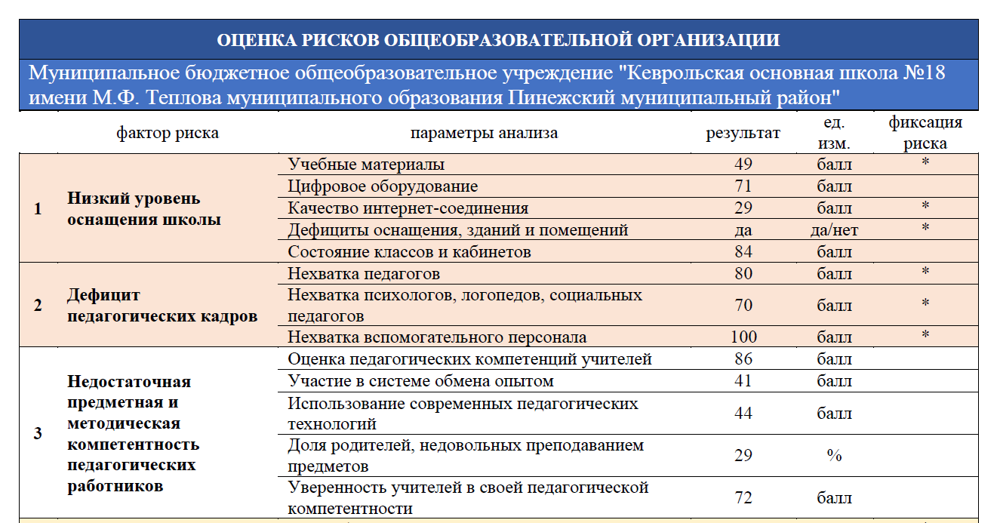 ОЦЕНКА РИСКОВ ОБЩЕОБРАЗОВАТЕЛЬНОЙ ОРГАНИЗАЦИИ
Муниципальное бюджетное общеобразовательное учреждение "Кеврольская основная школа №18
имени М.Ф. Теплова муниципального образования Пинежский муниципальный район"
фактор риска параметры анализа результат ед. изм. фиксация риска
1 Низкий уровень оснащения школы
Учебные материалы 49 балл *
Цифровое оборудование 71 балл
Качество интернет-соединения 29 балл *
Дефициты оснащения, зданий и помещений да да/нет *
Состояние классов и кабинетов 84 балл
2 Дефицит педагогических кадров
Нехватка педагогов 80 балл *
Нехватка психологов, логопедов, социальных
педагогов 70 балл *
Нехватка вспомогательного персонала 100 балл *
3 Недостаточная предметная и методическая компетентность педагогических работников
Оценка педагогических компетенций учителей 86 балл
Участие в системе обмена опытом 41 балл
Использование современных педагогических
технологий 44 балл
Доля родителей, недовольных преподаванием
предметов 29 %
Уверенность учителей в своей педагогической
компетентности 72 балл